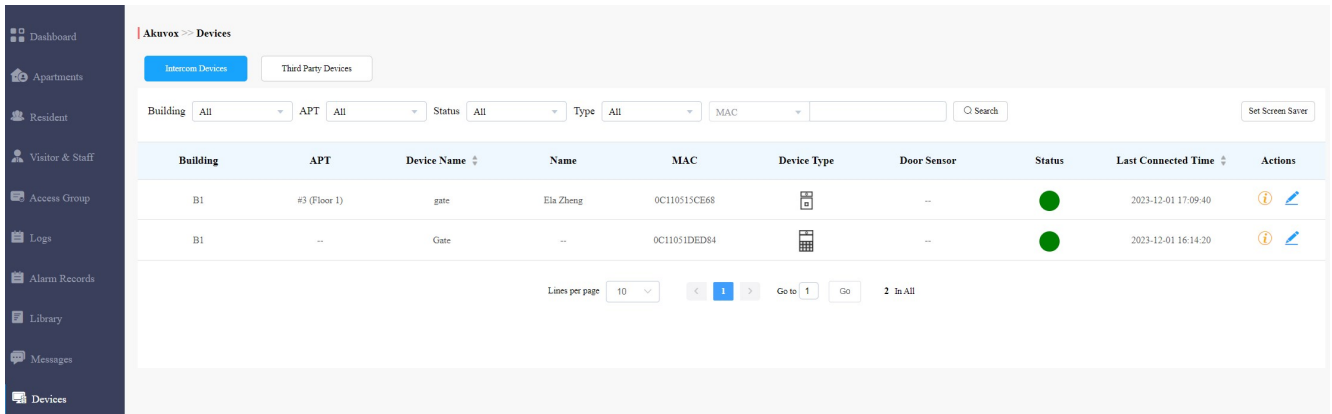 Akuvox >> Devices
Dashboard
Apartments
Resident
Visitor & Staff
Access Group
Logs
Alarm Records
Library
Messages
Devices
Intercom Devices Third Party Devices
Building All APT All Status All Type All MAC Search Set Screen Saver
Building APT Device Name Name MAC Device Type Door Sensor Status Last Connected Time Actions
B1 #3 (Floor 1) gate Ela Zheng 0C110515CE68 -- 2023-12-01 17:09:40
B1 -- Gate -- 0C11051DED84 -- 2023-12-01 16:14:20
Lines per page 10 < 1 > Go to 1 Go 2 In All